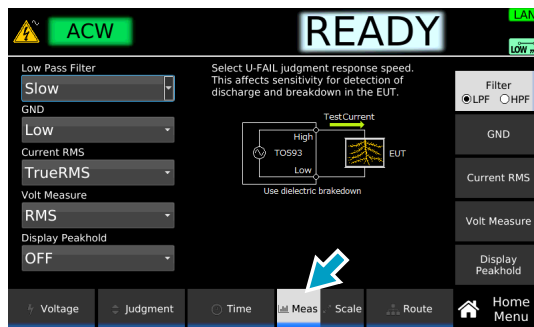 ACW
READY
LAN
LOW
Low Pass Filter
Slow
GND
Low
Current RMS
TrueRMS
Volt Measure
RMS
Display Peakhold
OFF
Select U-FAIL judgment response speed.
This affects sensitivity for detection of
discharge and breakdown in the EUT.
TestCurrent
High
TOS93
EUT
Low
Use dielectric brakedown
Filter
LPF HPF
GND
Current RMS
Volt Measure
Display
Peakhold
Voltage
Judgment
Time
Meas
Scale
Route
Home
Menu